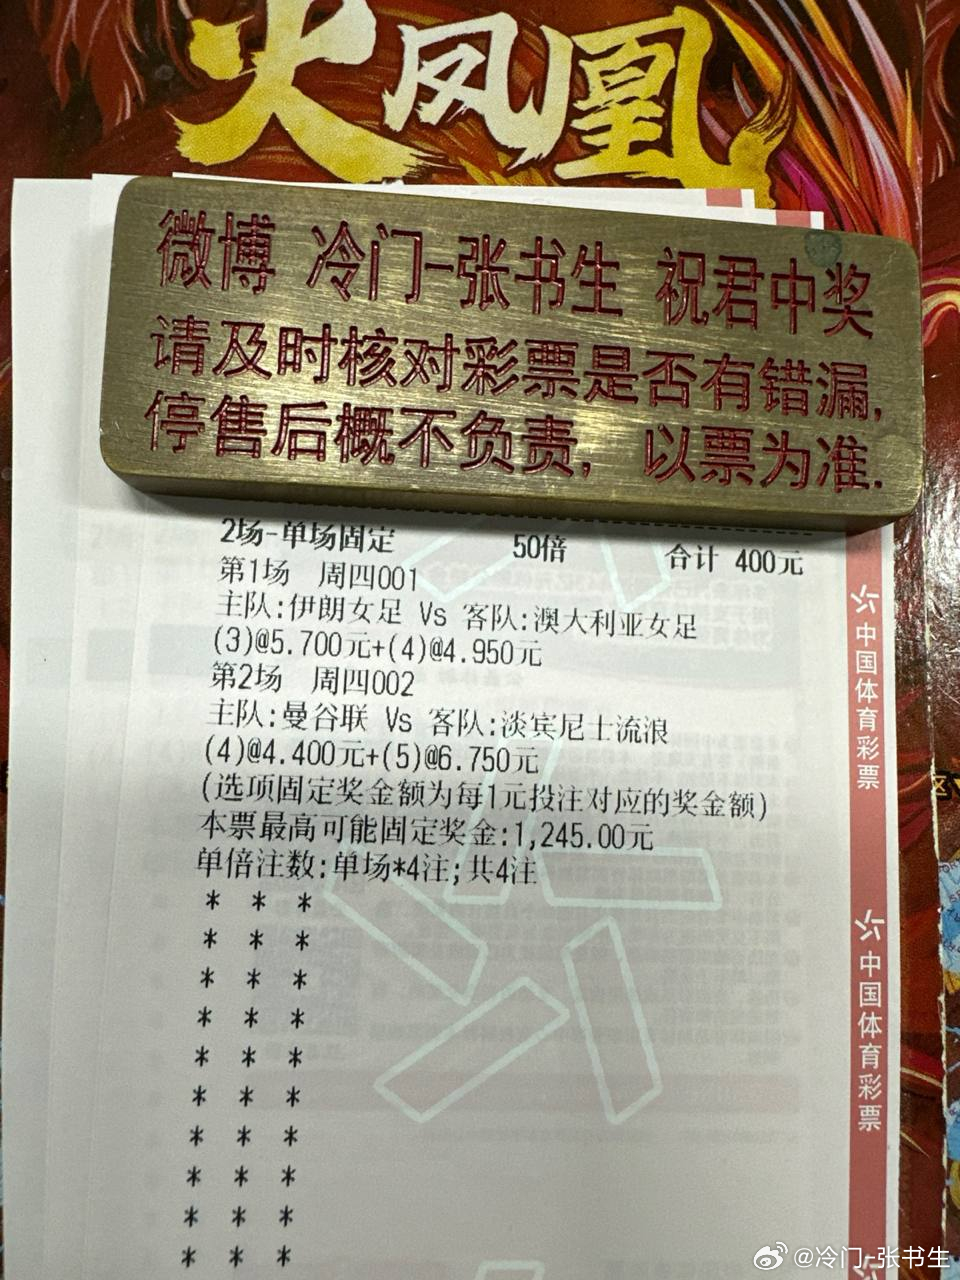 火凤凰
微博 冷门-张书生 祝君中奖
请及时核对彩票是否有错漏,
停售后概不负责, 以票为准.
2场-单场固定 50倍 合计 400元
第1场 周四001
主队:伊朗女足 Vs 客队:澳大利亚女足
(3)@5.700元+(4)@4.950元
第2场 周四002
主队:曼谷联 Vs 客队:淡宾尼士流浪
(4)@4.400元+(5)@6.750元
(选项固定奖金额为每1元投注对应的奖金额)
本票最高可能固定奖金:1,245.00元
单倍注数:单场*4注;共4注
* * *
* * *
* * *
* * *
* * *
* * *
* * *
* * *
* * *
* * *
中国体育彩票
中国体育彩票
@冷门-张书生